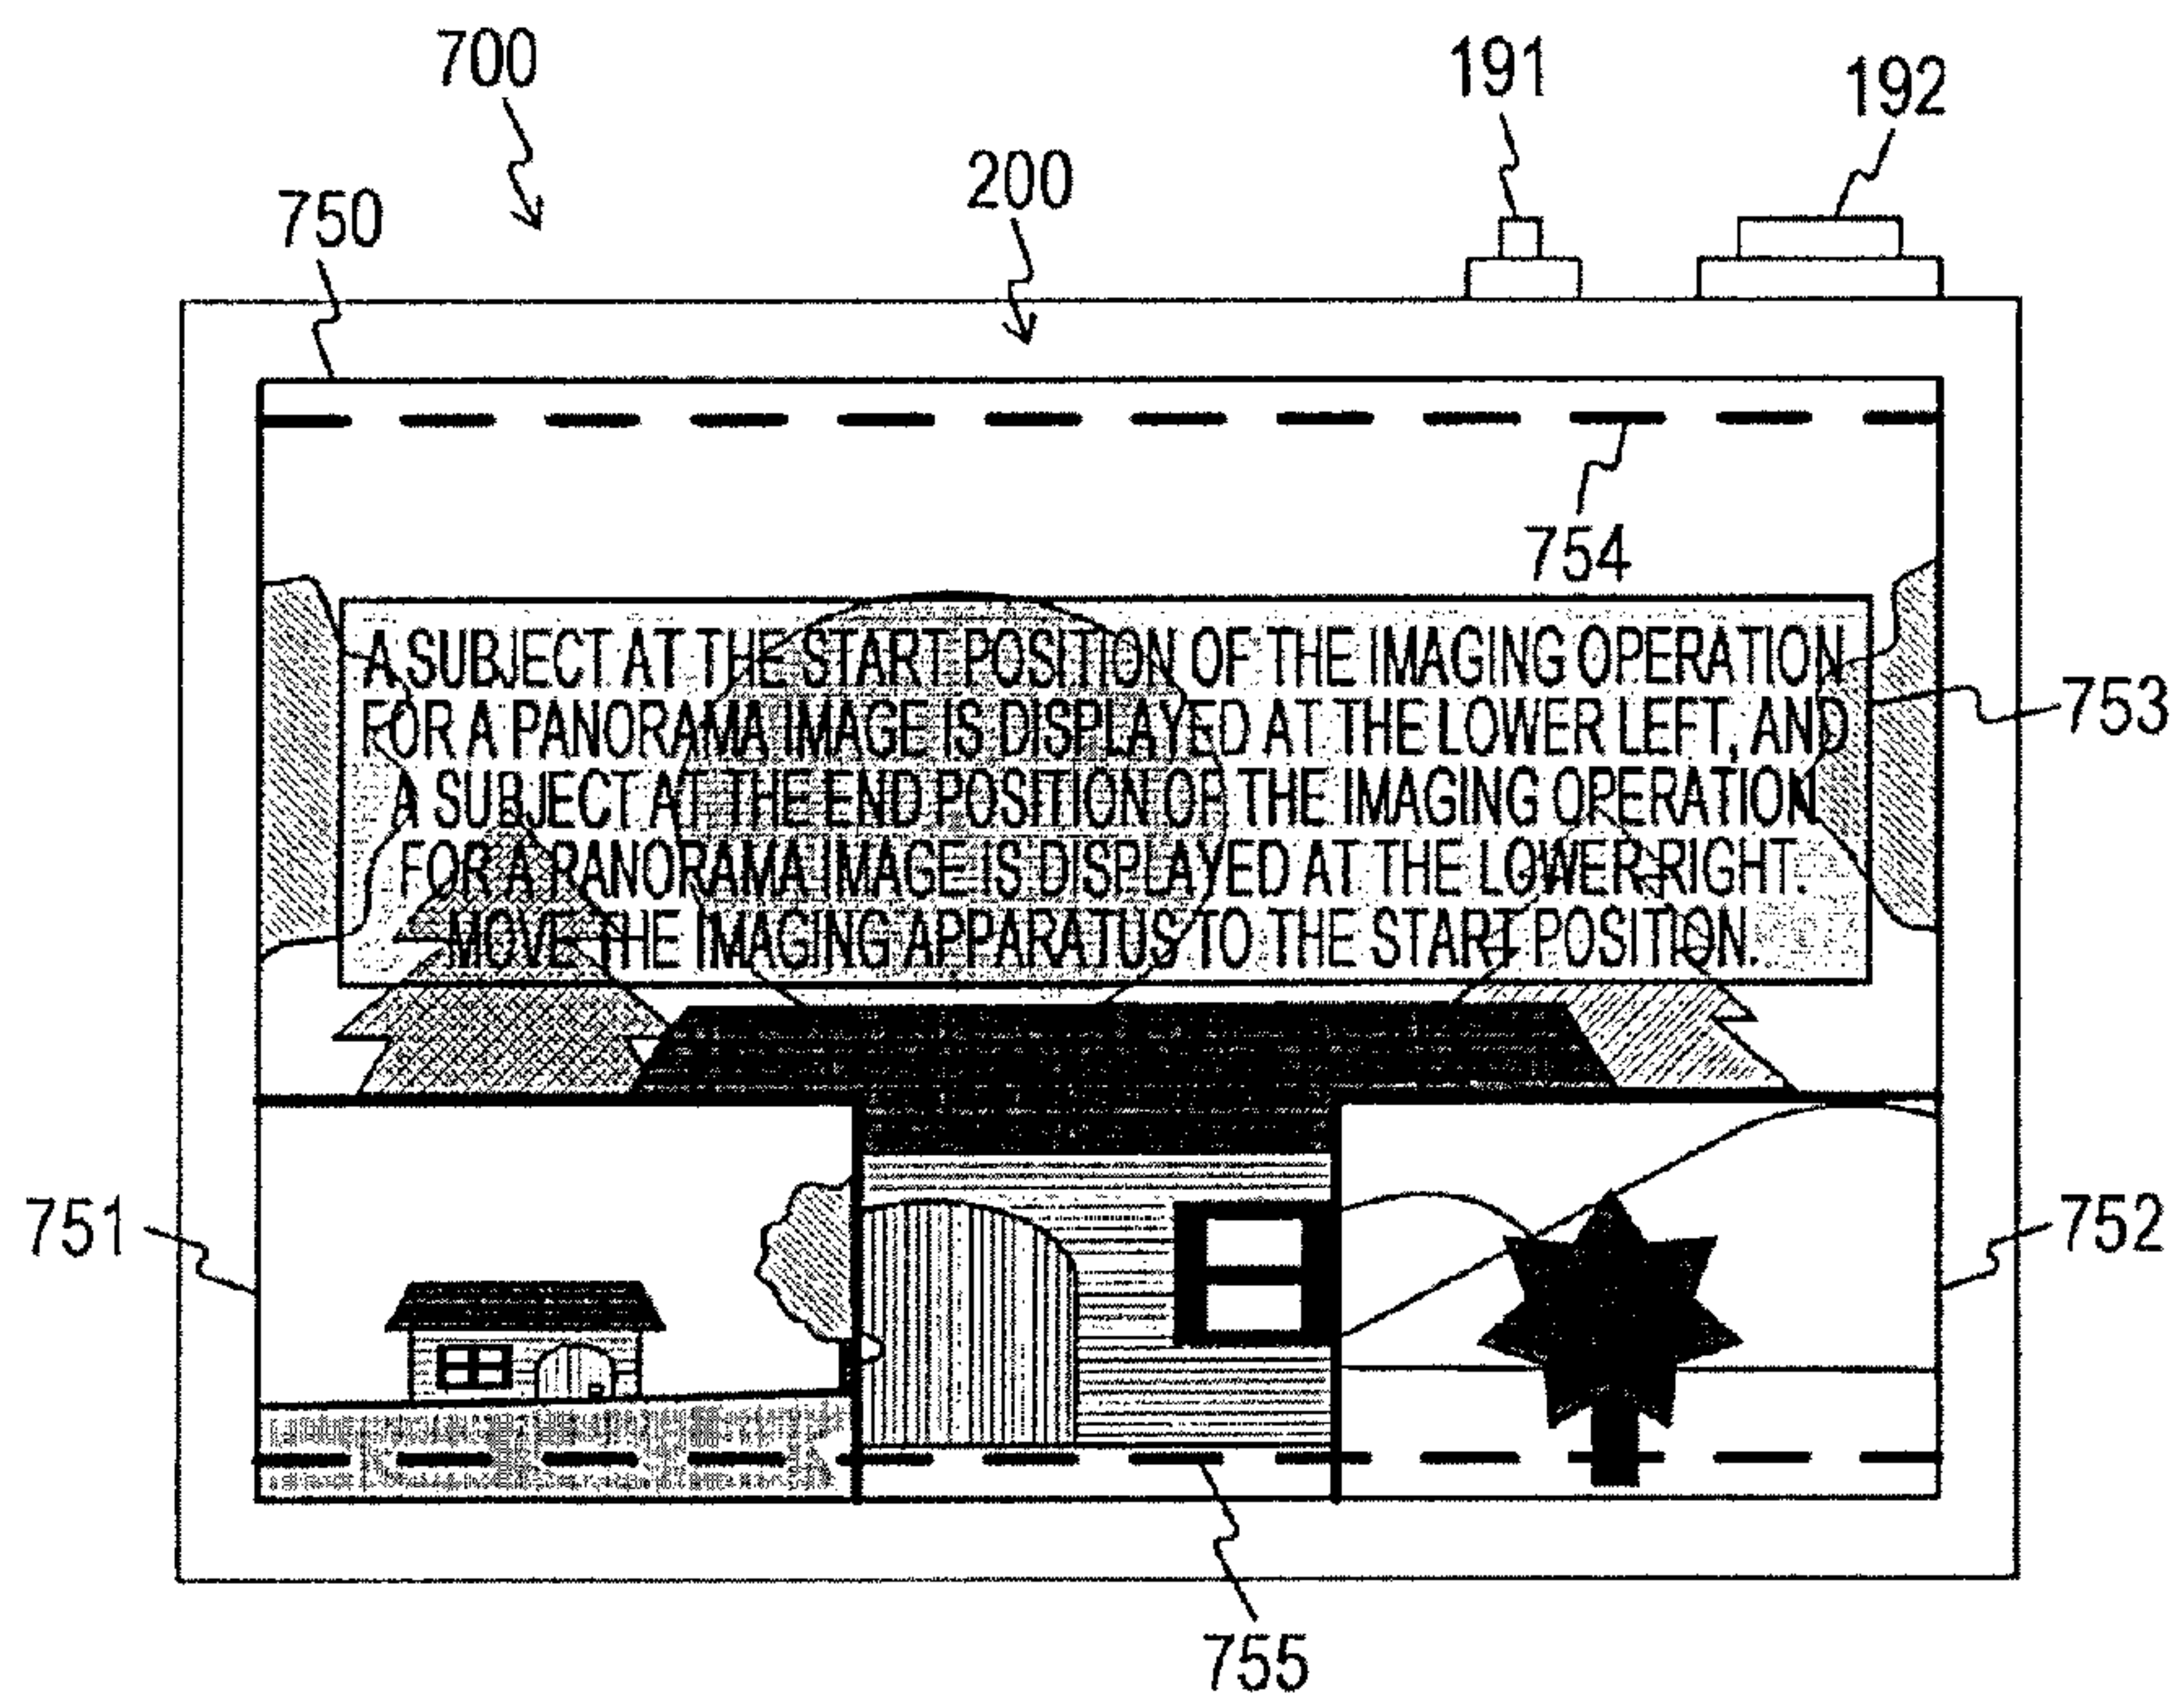 700
191
192
200
750
754
A SUBJECT AT THE START POSITION OF THE IMAGING OPERATION
FOR A PANORAMA IMAGE IS DISPLAYED AT THE LOWER LEFT, AND
A SUBJECT AT THE END POSITION OF THE IMAGING OPERATION
FOR A PANORAMA IMAGE IS DISPLAYED AT THE LOWER RIGHT.
MOVE THE IMAGING APPARATUS TO THE START POSITION.
753
751
752
755